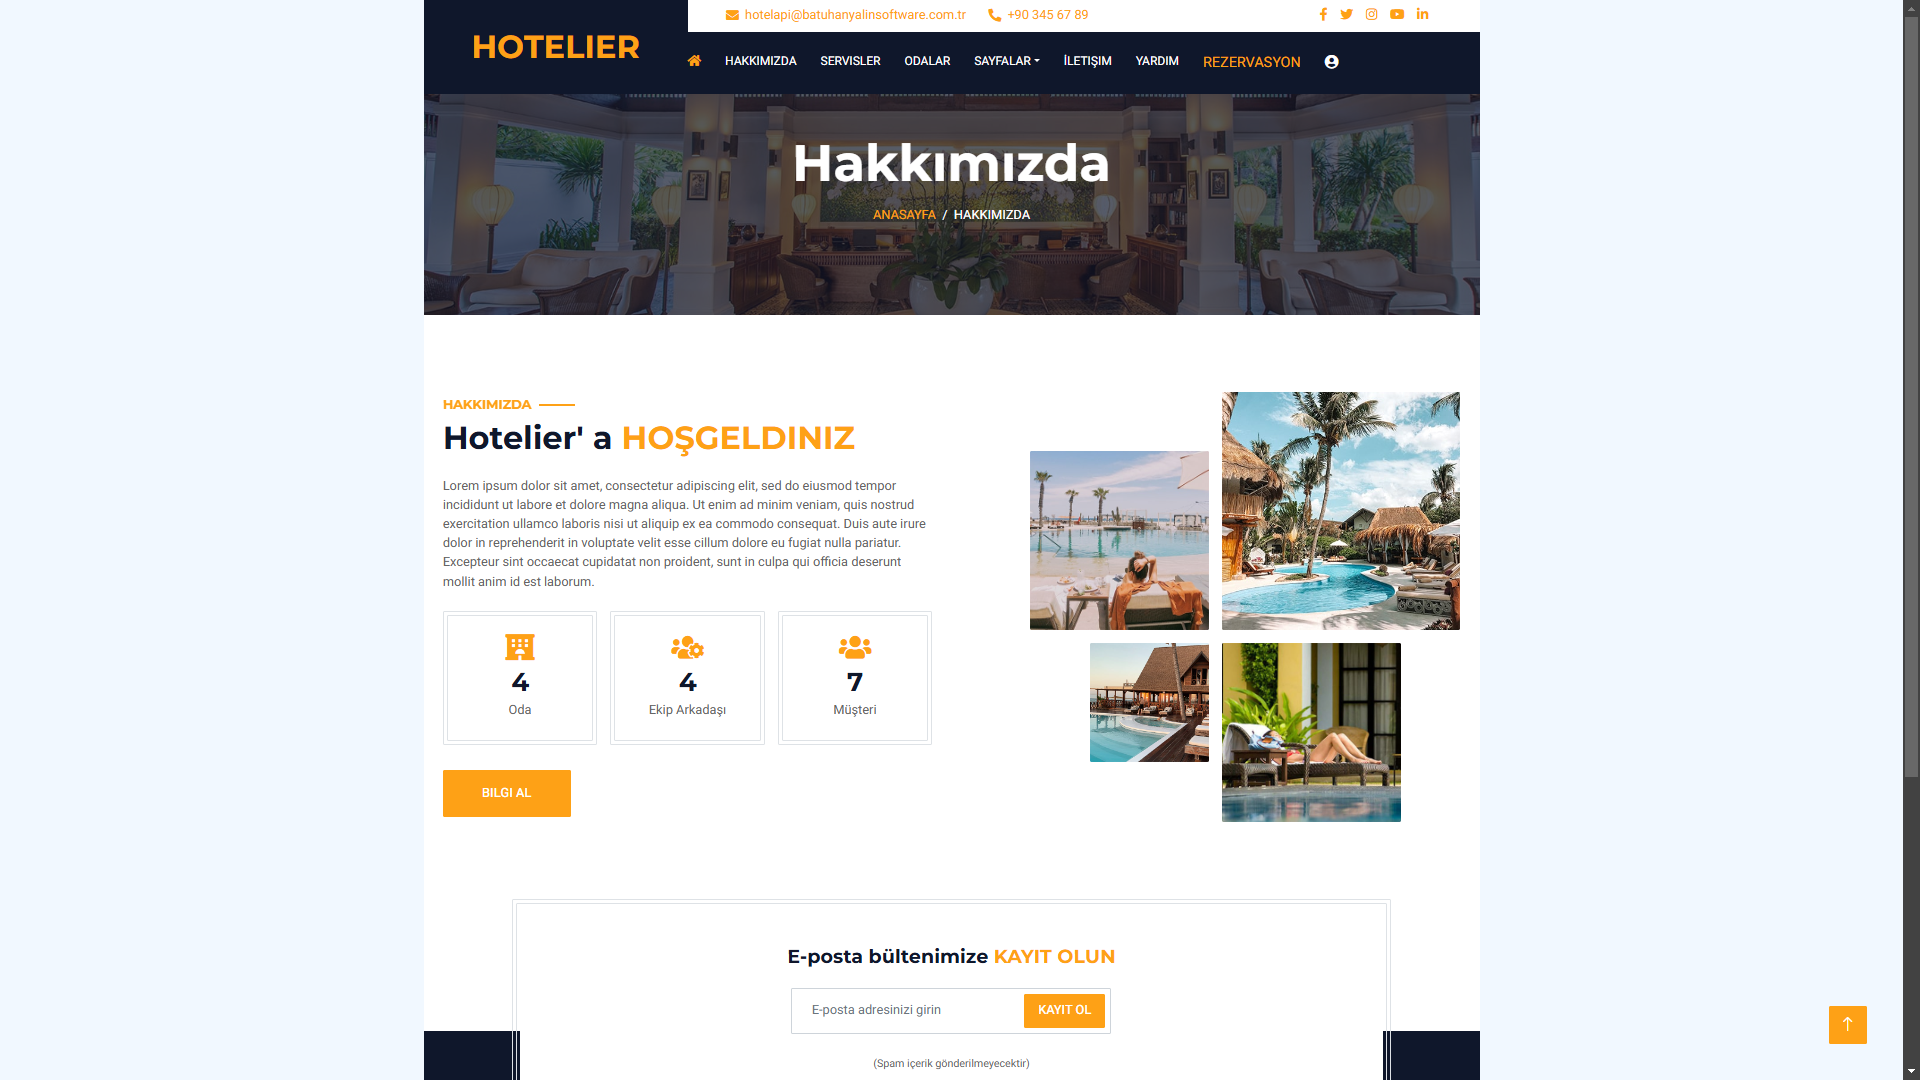 hotelapi@batuhanyalinsoftware.com.tr +90 345 67 89
HOTELIER
HAKKIMIZDA SERVISLER ODALAR SAYFALAR İLETIŞIM YARDIM REZERVASYON
Hakkımızda
ANASAYFA / HAKKIMIZDA
HAKKIMIZDA
Hotelier' a HOŞGELDINIZ
Lorem ipsum dolor sit amet, consectetur adipiscing elit, sed do eiusmod tempor
incididunt ut labore et dolore magna aliqua. Ut enim ad minim veniam, quis nostrud
exercitation ullamco laboris nisi ut aliquip ex ea commodo consequat. Duis aute irure
dolor in reprehenderit in voluptate velit esse cillum dolore eu fugiat nulla pariatur.
Excepteur sint occaecat cupidatat non proident, sunt in culpa qui officia deserunt
mollit anim id est laborum.
4 4 7
Oda Ekip Arkadaşı Müşteri
BILGI AL
E-posta bültenimize KAYIT OLUN
E-posta adresinizi girin KAYIT OL
(Spam içerik gönderilmeyecektir)